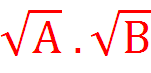 √A . √B